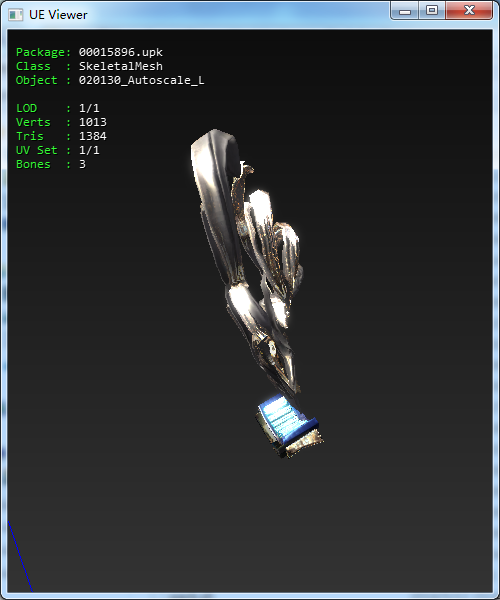 UE Viewer
Package: 00015896.upk
Class  : SkeletalMesh
Object : 020130_Autoscale_L
LOD    : 1/1
Verts  : 1013
Tris   : 1384
UV Set : 1/1
Bones  : 3